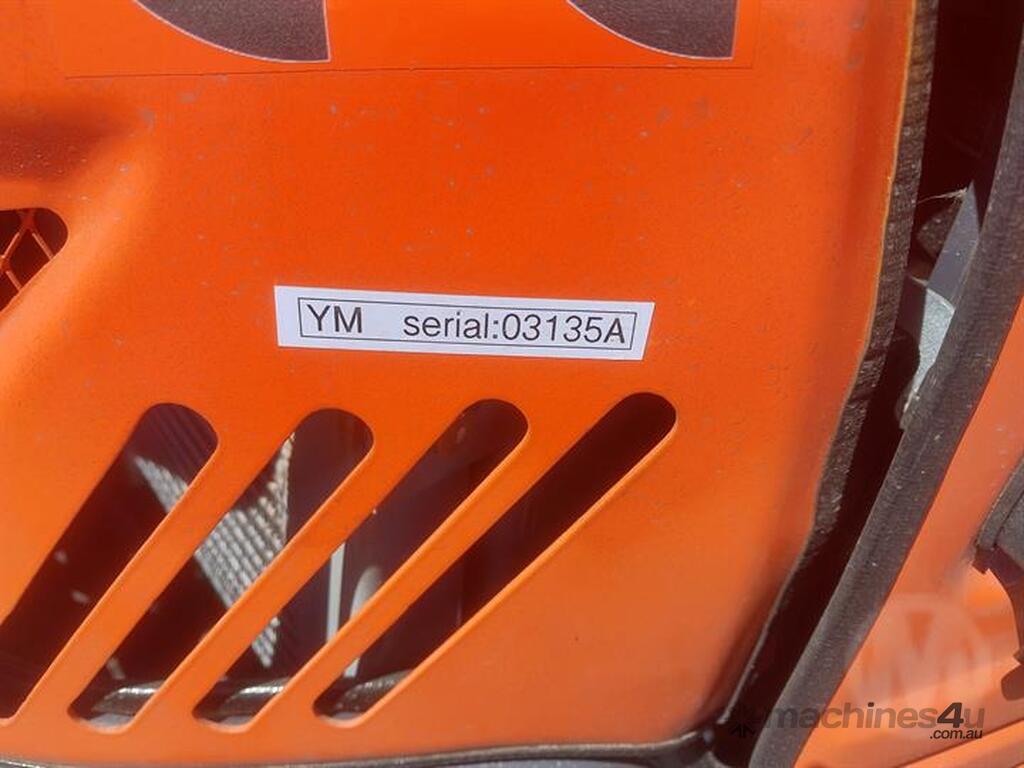 YM serial:03135A
machines4u
.com.au